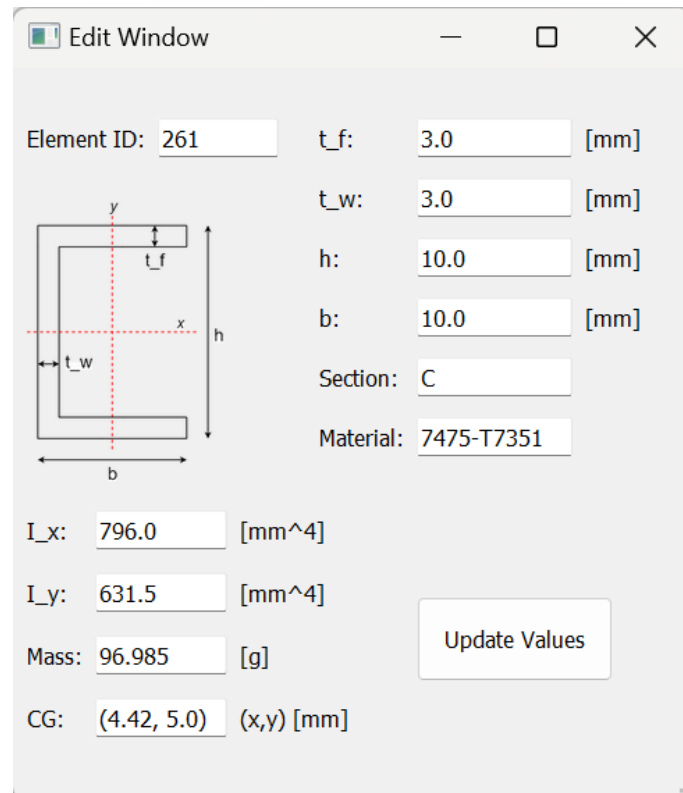 Edit Window
Element ID: 261
t_f: 3.0 [mm]
t_w: 3.0 [mm]
h: 10.0 [mm]
b: 10.0 [mm]
Section: C
Material: 7475-T7351
y
t_f
x
h
t_w
b
I_x: 796.0 [mm^4]
I_y: 631.5 [mm^4]
Mass: 96.985 [g]
CG: (4.42, 5.0) (x,y) [mm]
Update Values